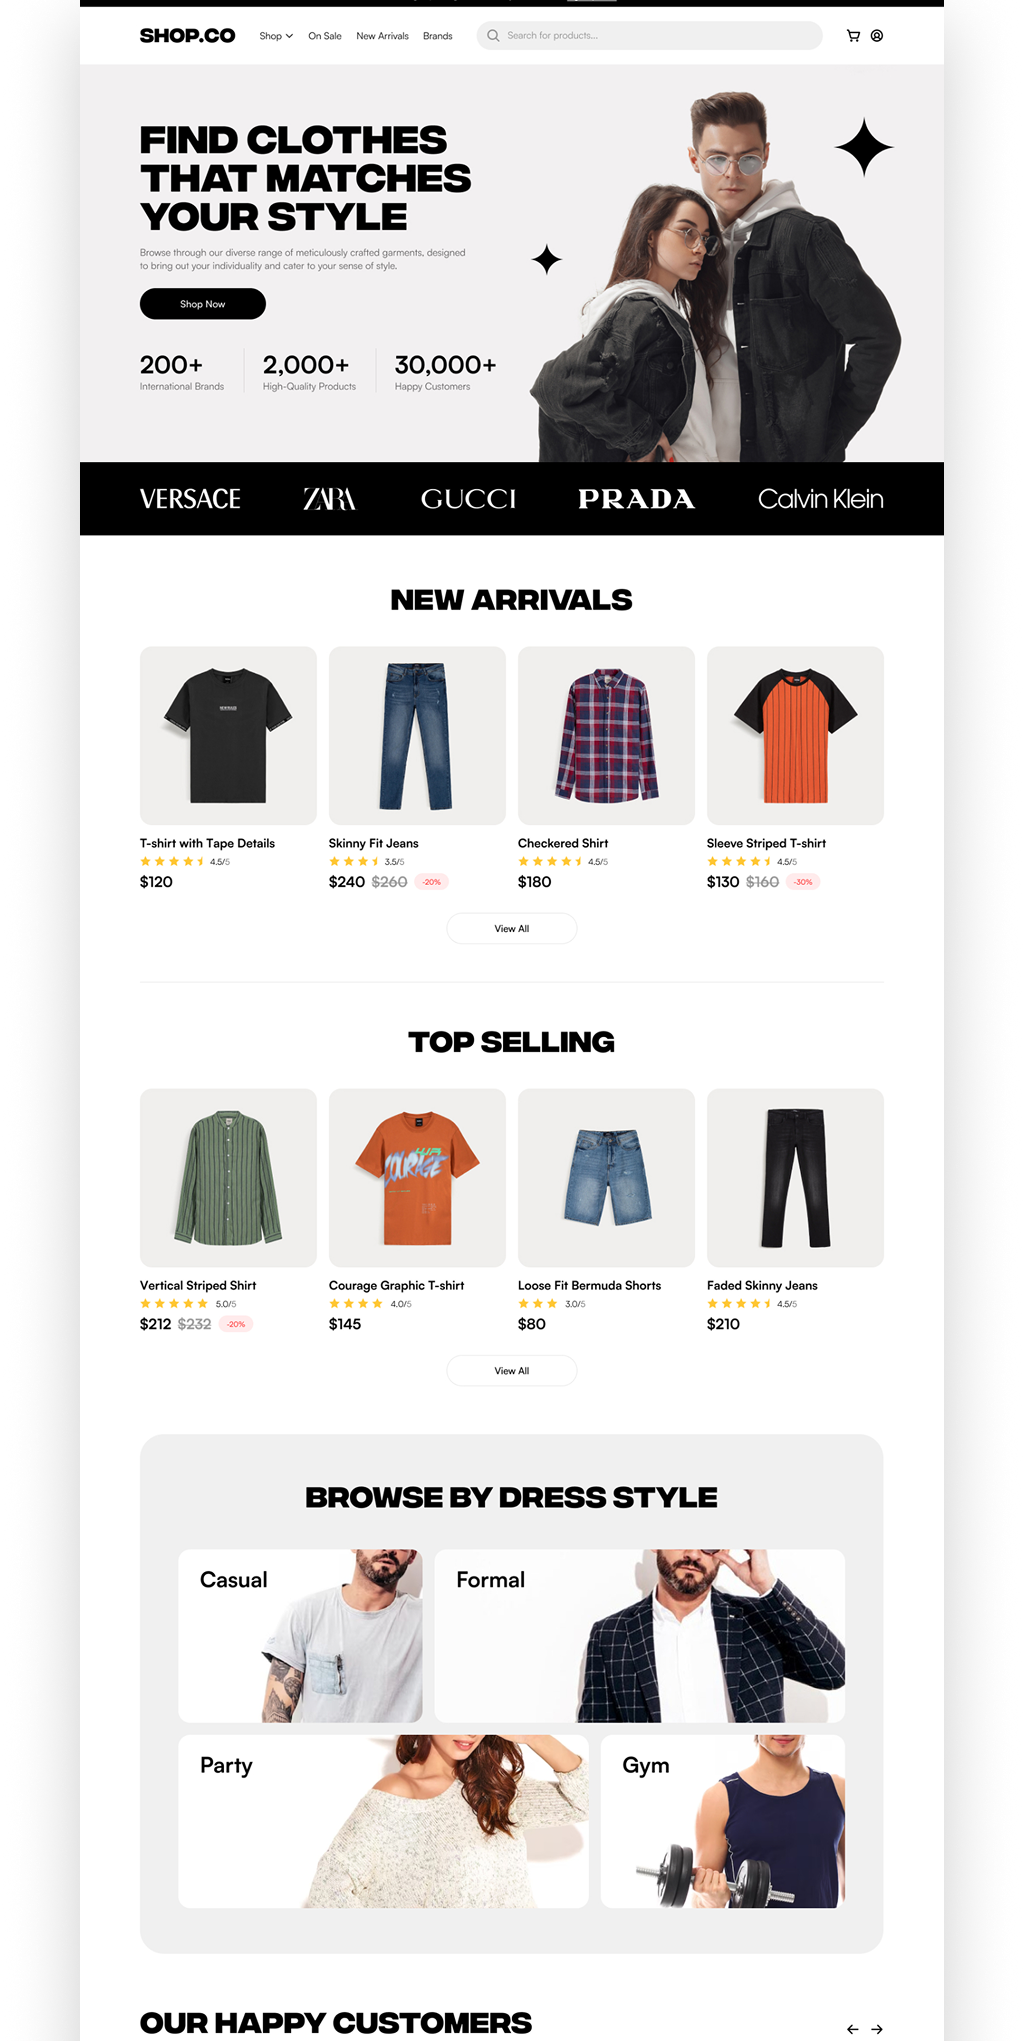 SHOP.CO
Shop
On Sale
New Arrivals
Brands
Search for products...
FIND CLOTHES
THAT MATCHES
YOUR STYLE
Browse through our diverse range of meticulously crafted garments, designed
to bring out your individuality and cater to your sense of style.
Shop Now
200+
International Brands
2,000+
High-Quality Products
30,000+
Happy Customers
VERSACE
ZARA
GUCCI
PRADA
Calvin Klein
NEW ARRIVALS
T-shirt with Tape Details
4.5/5
$120
Skinny Fit Jeans
3.5/5
$240 $260 -20%
Checkered Shirt
4.5/5
$180
Sleeve Striped T-shirt
4.5/5
$130 $160 -30%
View All
TOP SELLING
COURAGE
Vertical Striped Shirt
5.0/5
$212 $232 -20%
Courage Graphic T-shirt
4.0/5
$145
Loose Fit Bermuda Shorts
3.0/5
$80
Faded Skinny Jeans
4.5/5
$210
View All
BROWSE BY DRESS STYLE
Casual
Formal
Party
Gym
OUR HAPPY CUSTOMERS